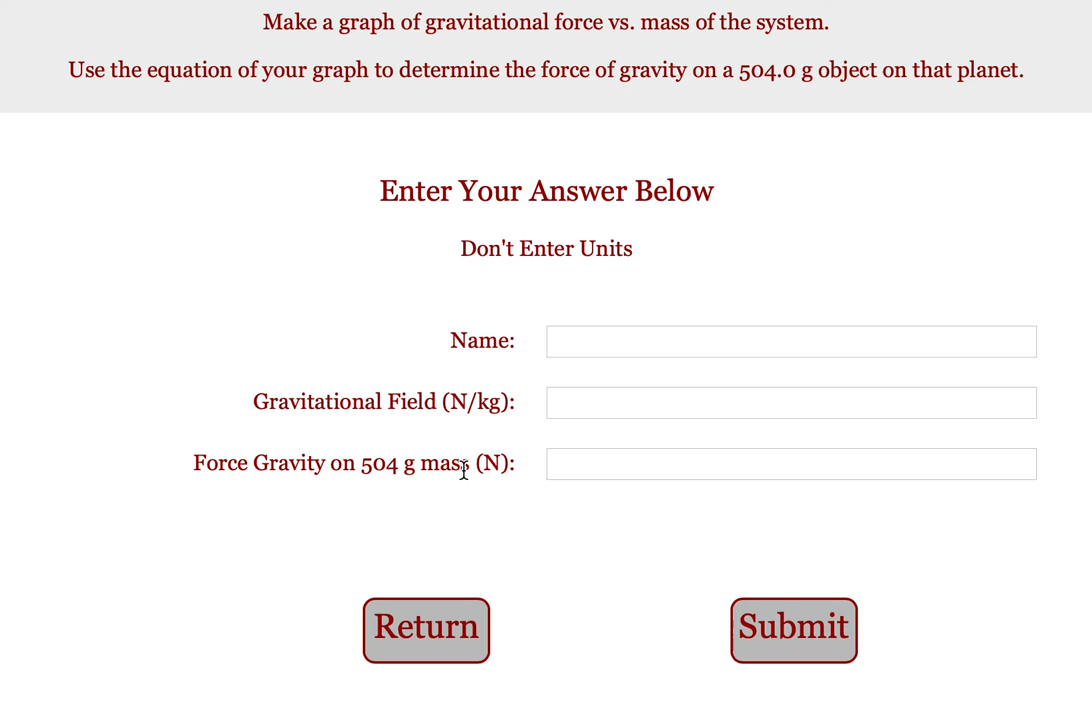 Make a graph of gravitational force vs. mass of the system.
Use the equation of your graph to determine the force of gravity on a 504.0 g object on that planet.
Enter Your Answer Below
Don't Enter Units
Name:
Gravitational Field (N/kg):
Force Gravity on 504 g mass (N):
Return
Submit